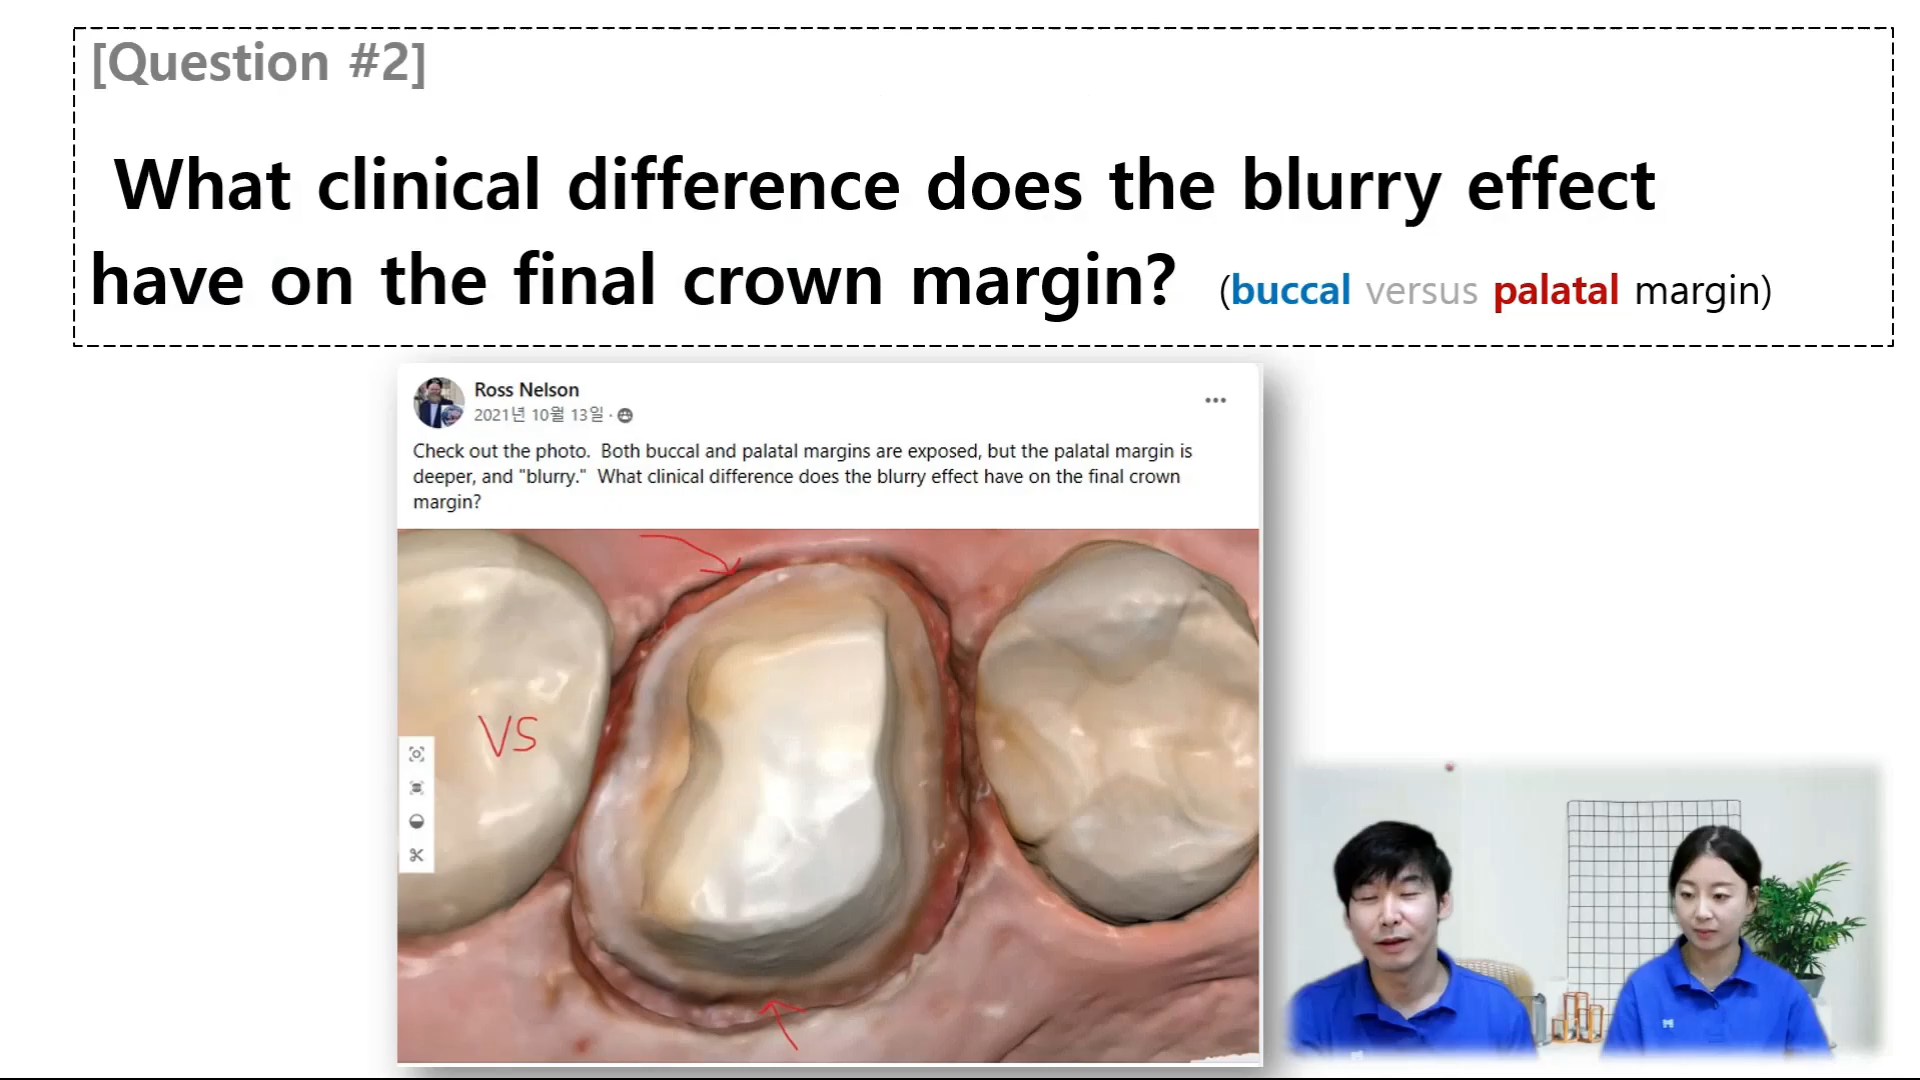 [Question #2]
What clinical difference does the blurry effect
have on the final crown margin? (buccal versus palatal margin)
Ross Nelson
2021년 10월 13일 ·
Check out the photo. Both buccal and palatal margins are exposed, but the palatal margin is
deeper, and "blurry." What clinical difference does the blurry effect have on the final crown
margin?
VS